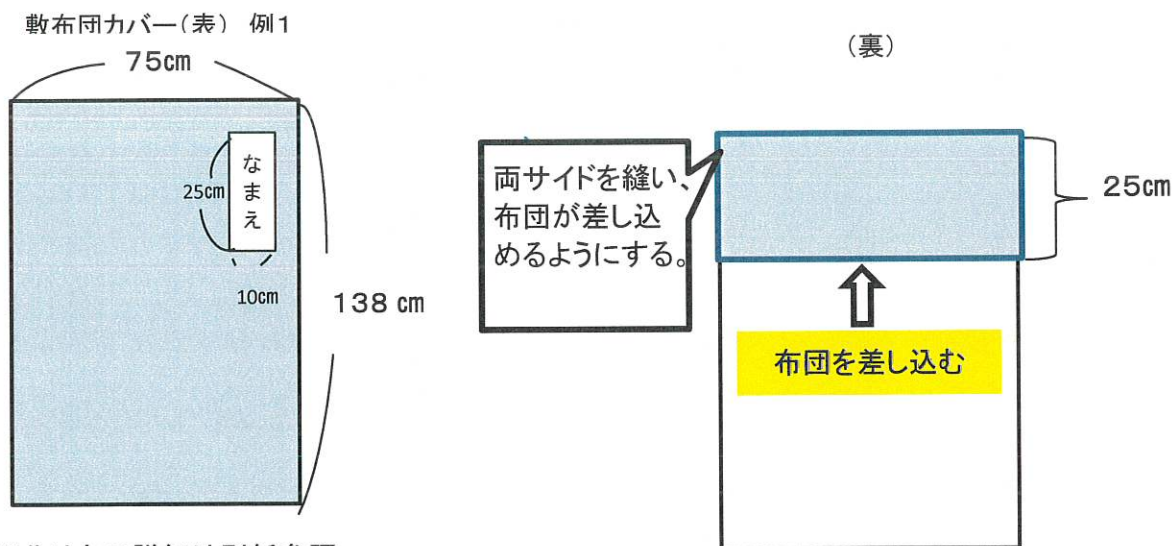 敷布団カバー(表) 例1
75㎝
なまえ
25㎝
10㎝
138 ㎝
(裏)
両サイドを縫い、
布団が差し込
めるようにする。
25㎝
布団を差し込む